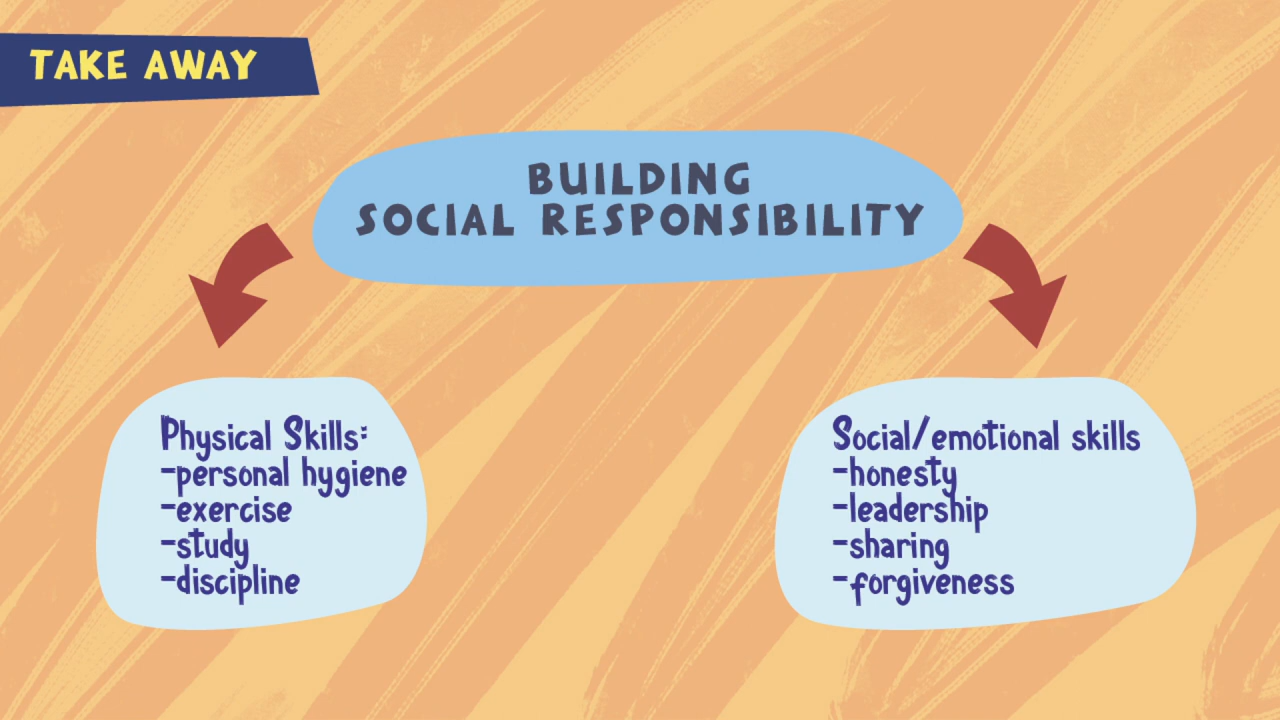 TAKE AWAY
BUILDING
SOCIAL RESPONSIBILITY
Physical Skills:
-personal hygiene
-exercise
-study
-discipline
Social/emotional skills
-honesty
-leadership
-sharing
-forgiveness